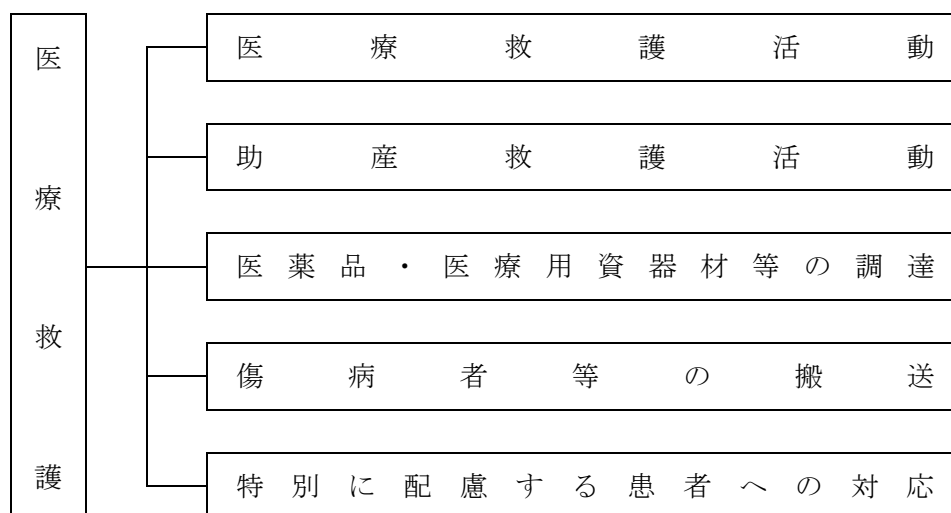 医療救護
医療救護活動
助産救護活動
医薬品・医療用資器材等の調達
傷病者等の搬送
特別に配慮する患者への対応